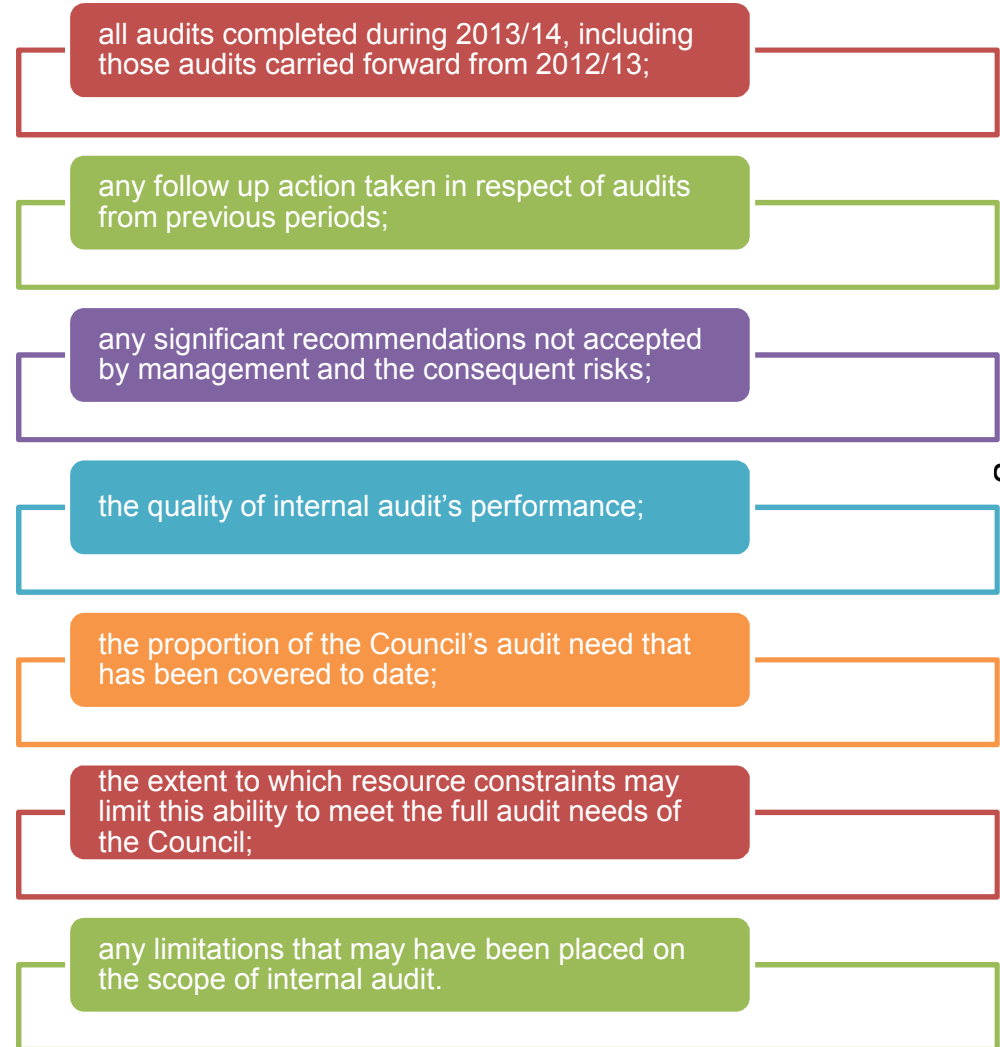 all audits completed during 2013/14, including
those audits carried forward from 2012/13;
any follow up action taken in respect of audits
from previous periods;
any significant recommendations not accepted
by management and the consequent risks;
the quality of internal audit’s performance;
the proportion of the Council’s audit need that
has been covered to date;
the extent to which resource constraints may
limit this ability to meet the full audit needs of
the Council;
any limitations that may have been placed on
the scope of internal audit.